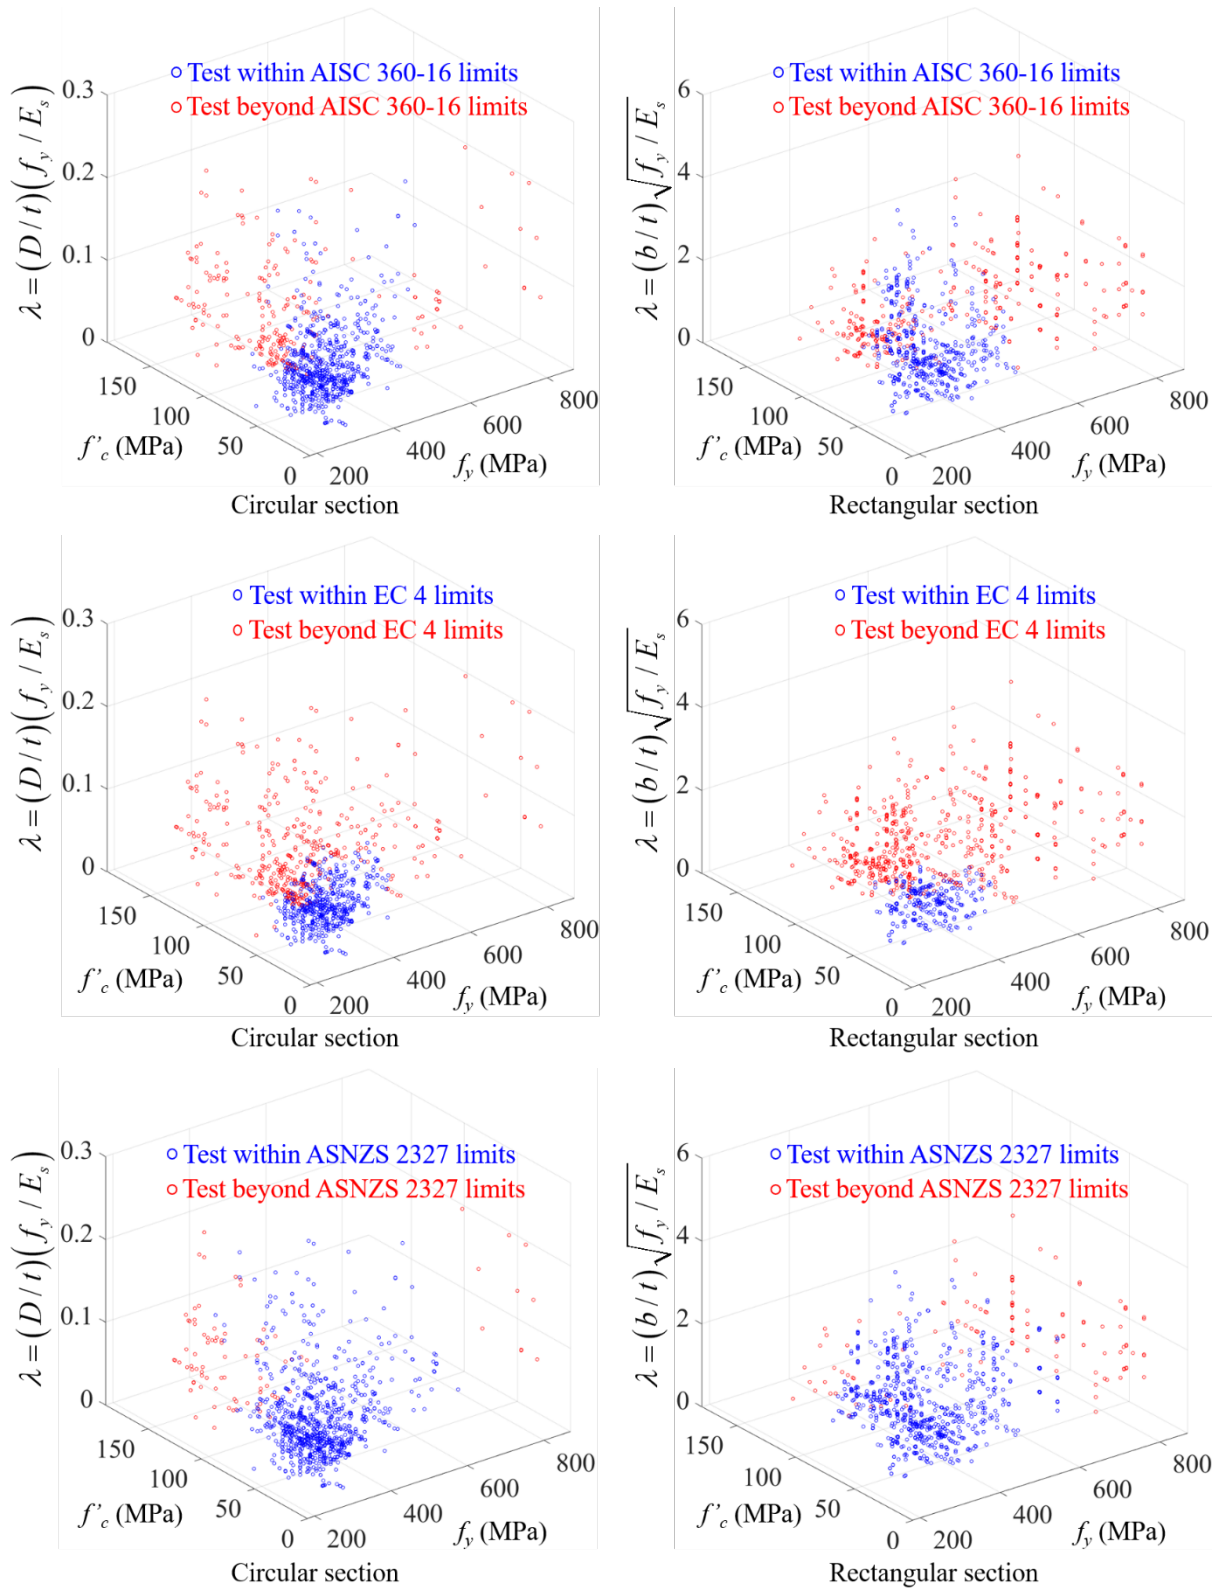 Test within AISC 360-16 limits
Test beyond AISC 360-16 limits
λ = (D / t)(f_y / E_s)
0.3
0.2
0.1
0
150
100
50
0
f'_c (MPa)
200
400
600
800
f_y (MPa)
Circular section
Test within AISC 360-16 limits
Test beyond AISC 360-16 limits
λ = (b / t)√f_y / E_s
6
4
2
0
150
100
50
0
f'_c (MPa)
200
400
600
800
f_y (MPa)
Rectangular section
Test within EC 4 limits
Test beyond EC 4 limits
λ = (D / t)(f_y / E_s)
0.3
0.2
0.1
0
150
100
50
0
f'_c (MPa)
200
400
600
800
f_y (MPa)
Circular section
Test within EC 4 limits
Test beyond EC 4 limits
λ = (b / t)√f_y / E_s
6
4
2
0
150
100
50
0
f'_c (MPa)
200
400
600
800
f_y (MPa)
Rectangular section
Test within ASNZS 2327 limits
Test beyond ASNZS 2327 limits
λ = (D / t)(f_y / E_s)
0.3
0.2
0.1
0
150
100
50
0
f'_c (MPa)
200
400
600
800
f_y (MPa)
Circular section
Test within ASNZS 2327 limits
Test beyond ASNZS 2327 limits
λ = (b / t)√f_y / E_s
6
4
2
0
150
100
50
0
f'_c (MPa)
200
400
600
800
f_y (MPa)
Rectangular section